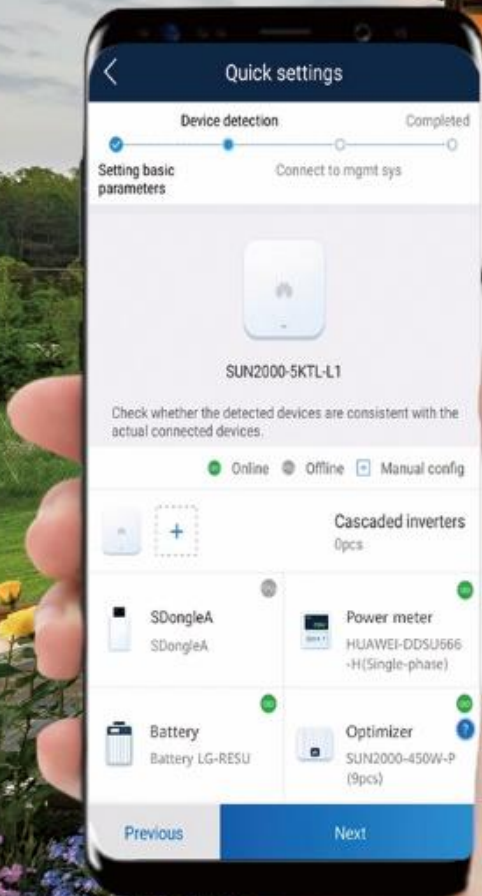 Quick settings
Device detection
Completed
Setting basic
parameters
Connect to mgmt sys
SUN2000-5KTL-L1
Check whether the detected devices are consistent with the
actual connected devices.
Online
Offline
Manual config
Cascaded inverters
0pcs
SDongleA
SDongleA
Power meter
HUAWEI-DDSU666
-H(Single-phase)
Battery
Battery LG-RESU
Optimizer
SUN2000-450W-P
(9pcs)
Previous
Next